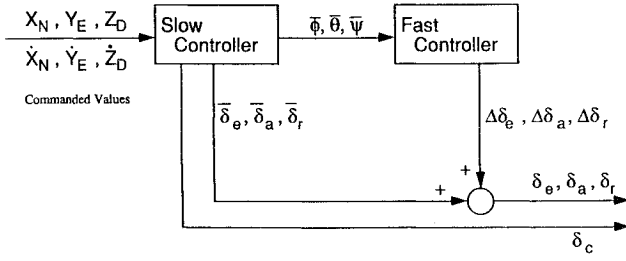 X_N , Y_E , Z_D
Ẋ_N , Ẏ_E , Ż_D
Commanded Values
Slow
Controller
ϕ̅, θ̅, ψ̅
Fast
Controller
δ̅_e , δ̅_a , δ̅_r
Δδ_e , Δδ_a , Δδ_r
+
+
δ_e, δ_a, δ_r
δ_c